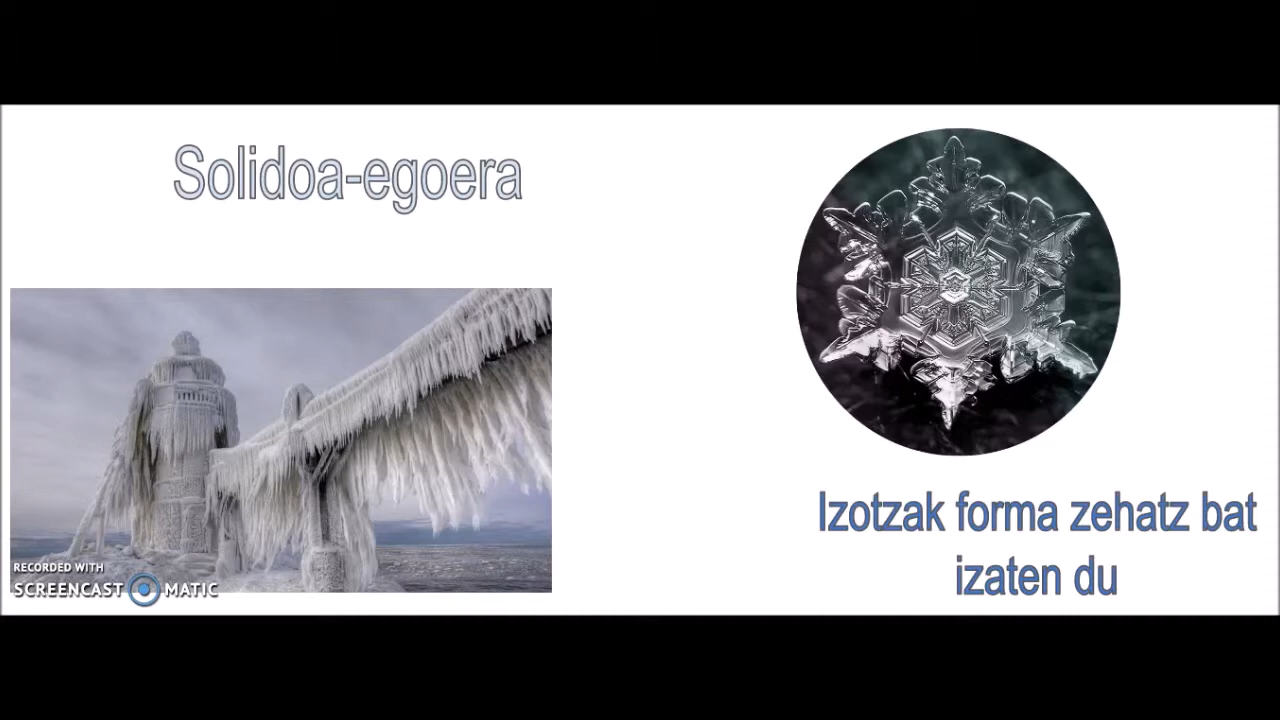 Solidoa-egoera
Izotzak forma zehatz bat
izaten du
RECORDED WITH
SCREENCAST MATIC